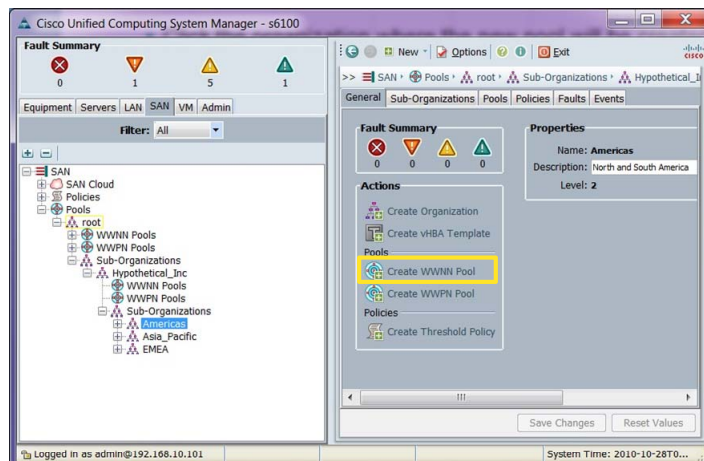 Cisco Unified Computing System Manager - s6100
Fault Summary
0 1 5 1
Equipment Servers LAN SAN VM Admin
Filter: All
SAN
SAN Cloud
Policies
Pools
root
WWNN Pools
WWPN Pools
Sub-Organizations
Hypothetical_Inc
WWNN Pools
WWPN Pools
Sub-Organizations
Americas
Asia_Pacific
EMEA
New Options Exit
CISCO
>> SAN Pools root Sub-Organizations
General Sub-Organizations Pools Policies Faults Events
Fault Summary
0 0 0 0
Properties
Name: Americas
Description: North and South America
Level: 2
Actions
Create Organization
Create vHBA Template
Pools
Create WWNN Pool
Create WWPN Pool
Policies
Create Threshold Policy
Save Changes Reset Values
Logged in as admin@192.168.10.101
System Time: 2010-10-28T0...